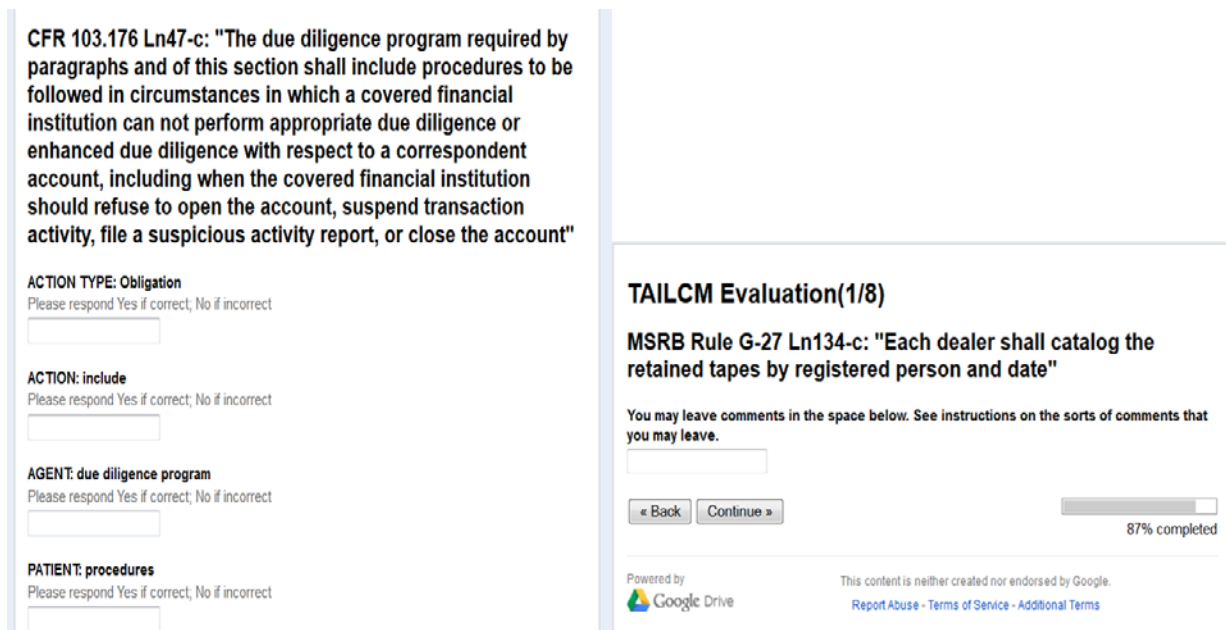 CFR 103.176 Ln47-c: "The due diligence program required by
paragraphs and of this section shall include procedures to be
followed in circumstances in which a covered financial
institution can not perform appropriate due diligence or
enhanced due diligence with respect to a correspondent
account, including when the covered financial institution
should refuse to open the account, suspend transaction
activity, file a suspicious activity report, or close the account"
ACTION TYPE: Obligation
Please respond Yes if correct; No if incorrect
ACTION: include
Please respond Yes if correct; No if incorrect
AGENT: due diligence program
Please respond Yes if correct; No if incorrect
PATIENT: procedures
Please respond Yes if correct; No if incorrect
TAILCM Evaluation(1/8)
MSRB Rule G-27 Ln134-c: "Each dealer shall catalog the
retained tapes by registered person and date"
You may leave comments in the space below. See instructions on the sorts of comments that
you may leave.
« Back Continue »
87% completed
Powered by
Google Drive
This content is neither created nor endorsed by Google.
Report Abuse - Terms of Service - Additional Terms